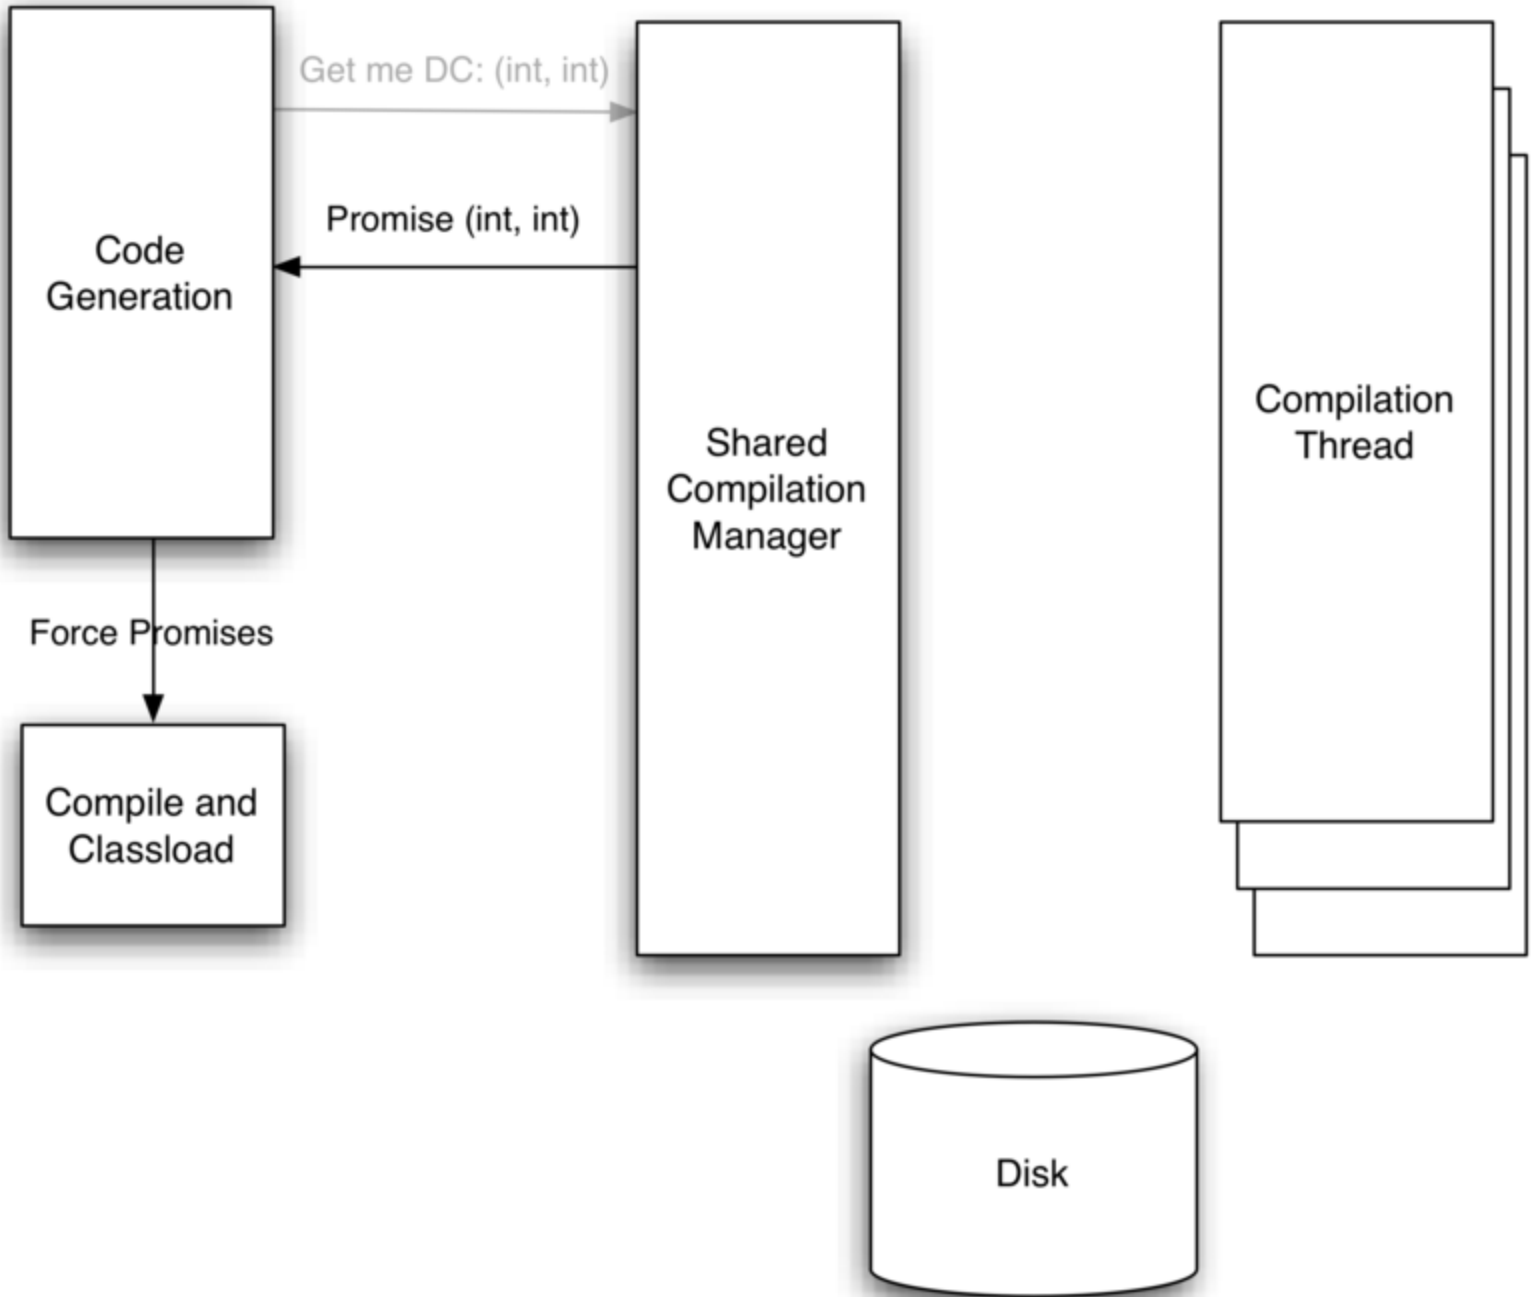 Get me DC: (int, int)
Promise (int, int)
Code
Generation
Force Promises
Compile and
Classload
Shared
Compilation
Manager
Compilation
Thread
Disk